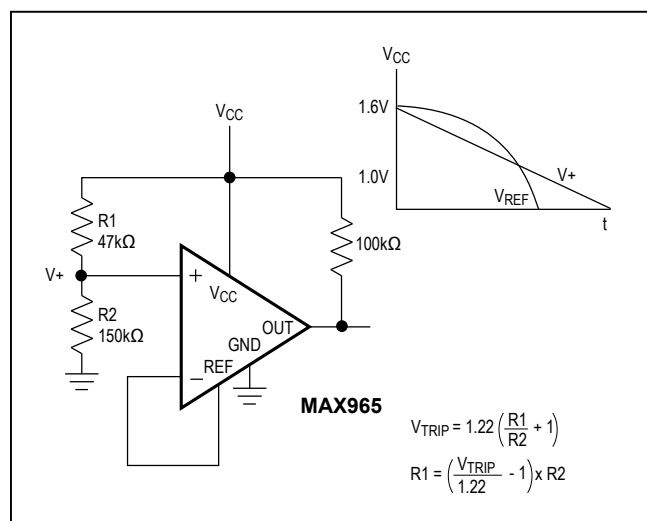 VCC
VCC
1.6V
1.0V
V+
VREF
t
R1
47kΩ
100kΩ
V+
+
VCC
R2
150kΩ
OUT
GND
REF
−
MAX965
VTRIP = 1.22 (R1/R2 + 1)
R1 = (VTRIP/1.22 - 1) x R2